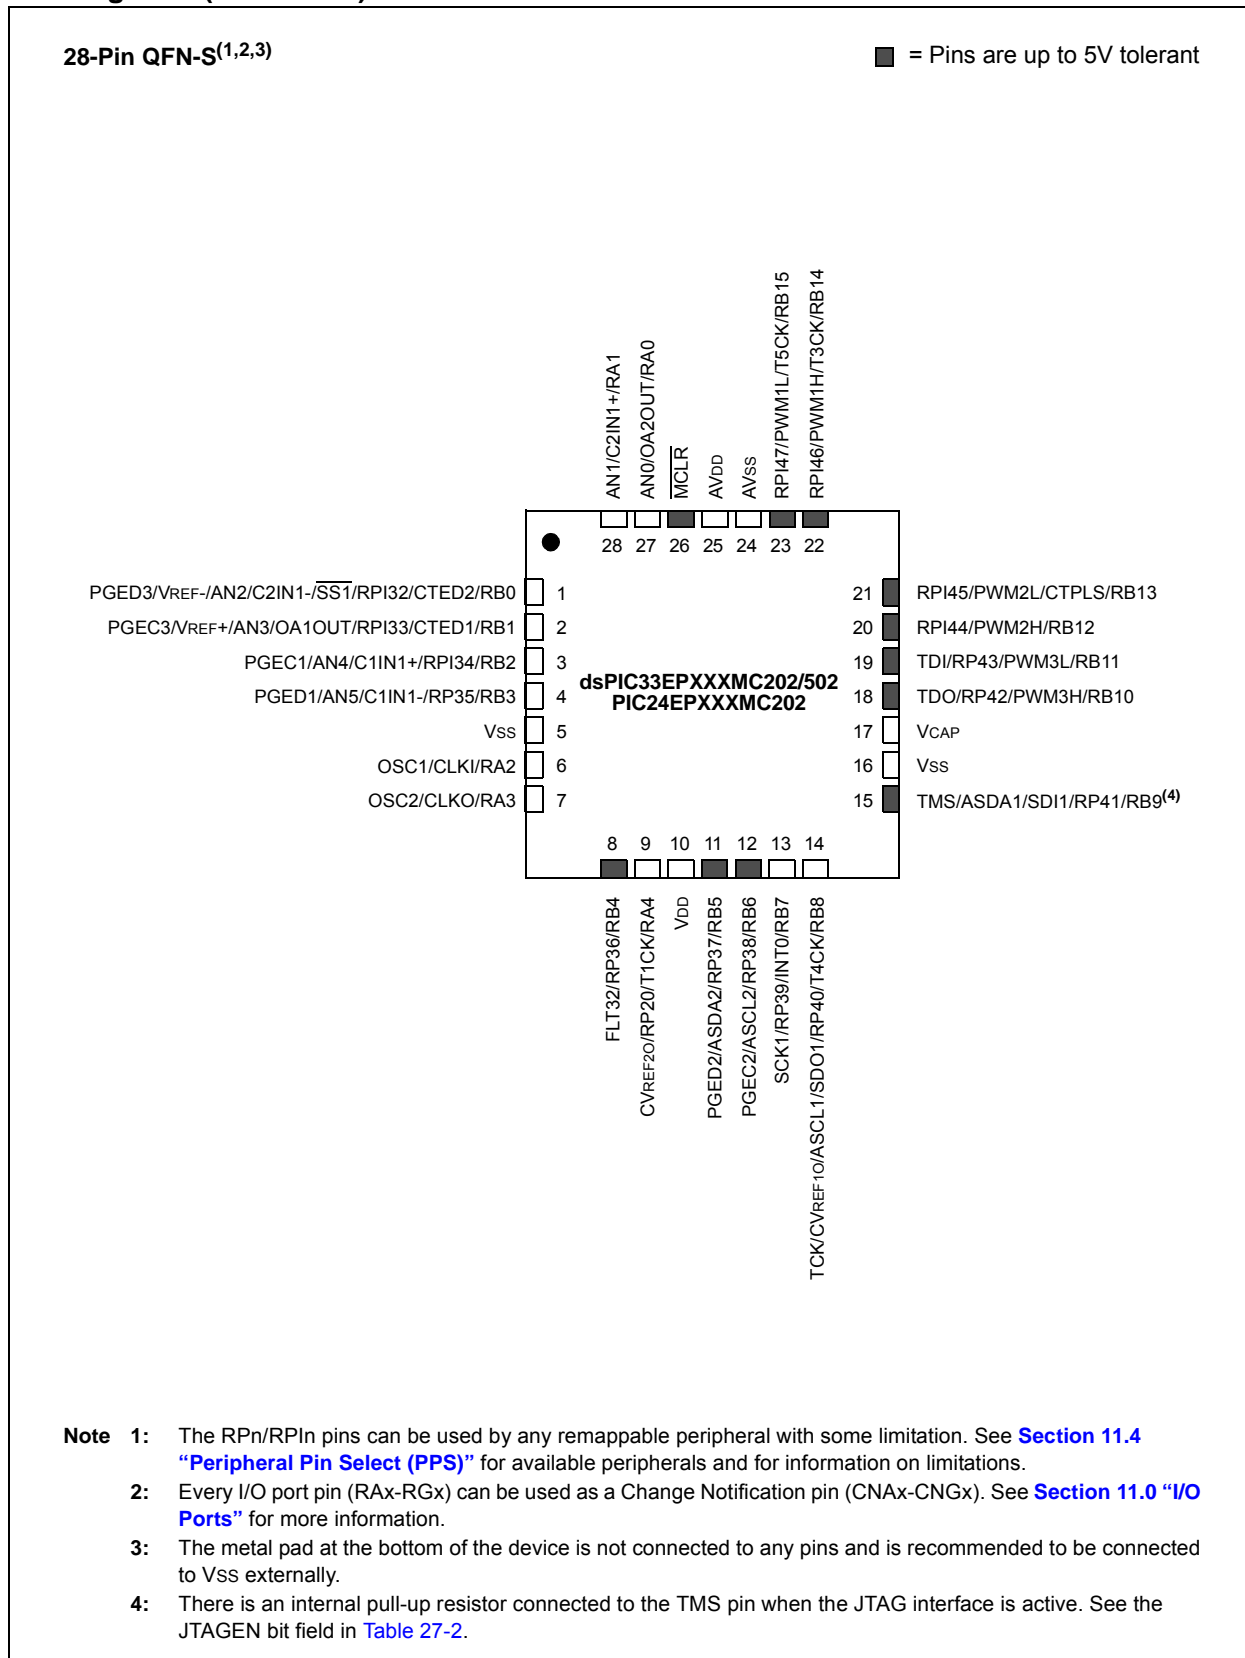 28-Pin QFN-S(1,2,3)
= Pins are up to 5V tolerant
AN1/C2IN1+/RA1
AN0/OA2OUT/RA0
MCLR
AVDD
AVSS
RPI47/PWM1L/T5CK/RB15
RPI46/PWM1H/T3CK/RB14
28 27 26 25 24 23 22
PGED3/VREF-/AN2/C2IN1-/SS1/RPI32/CTED2/RB0 1
PGEC3/VREF+/AN3/OA1OUT/RPI33/CTED1/RB1 2
PGEC1/AN4/C1IN1+/RPI34/RB2 3
PGED1/AN5/C1IN1-/RP35/RB3 4
VSS 5
OSC1/CLKI/RA2 6
OSC2/CLKO/RA3 7
dsPIC33EPXXXMC202/502
PIC24EPXXXMC202
21 RPI45/PWM2L/CTPLS/RB13
20 RPI44/PWM2H/RB12
19 TDI/RP43/PWM3L/RB11
18 TDO/RP42/PWM3H/RB10
17 VCAP
16 VSS
15 TMS/ASDA1/SDI1/RP41/RB9(4)
8 9 10 11 12 13 14
FLT32/RP36/RB4
CVREF2O/RP20/T1CK/RA4
VDD
PGED2/ASDA2/RP37/RB5
PGEC2/ASCL2/RP38/RB6
SCK1/RP39/INT0/RB7
TCK/CVREF1O/ASCL1/SDO1/RP40/T4CK/RB8
Note 1: The RPn/RPIn pins can be used by any remappable peripheral with some limitation. See Section 11.4
“Peripheral Pin Select (PPS)” for available peripherals and for information on limitations.
2: Every I/O port pin (RAx-RGx) can be used as a Change Notification pin (CNAx-CNGx). See Section 11.0 “I/O
Ports” for more information.
3: The metal pad at the bottom of the device is not connected to any pins and is recommended to be connected
to VSS externally.
4: There is an internal pull-up resistor connected to the TMS pin when the JTAG interface is active. See the
JTAGEN bit field in Table 27-2.